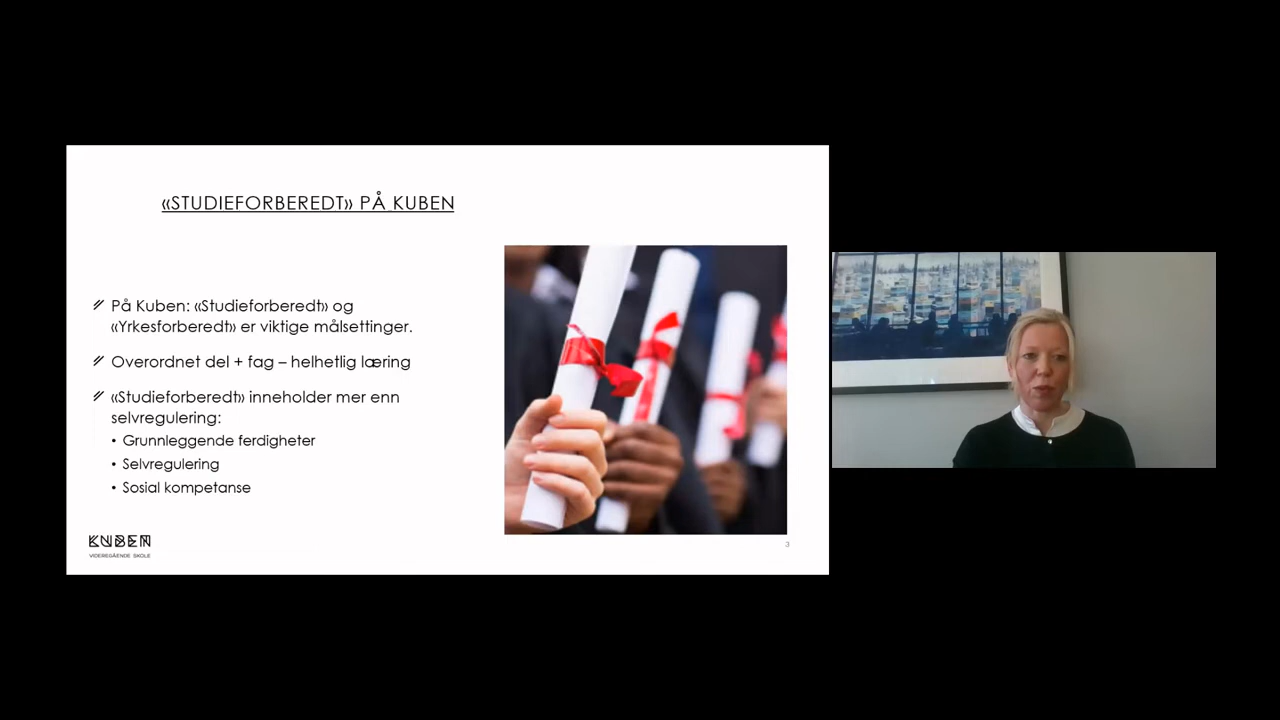 «STUDIEFORBEREDT» PÅ KUBEN
På Kuben: «Studieforberedt» og
«Yrkesforberedt» er viktige målsettinger.
Overordnet del + fag – helhetlig læring
«Studieforberedt» inneholder mer enn
selvregulering:
• Grunnleggende ferdigheter
• Selvregulering
• Sosial kompetanse
KUBEN
VIDEREGÅENDE SKOLE
3